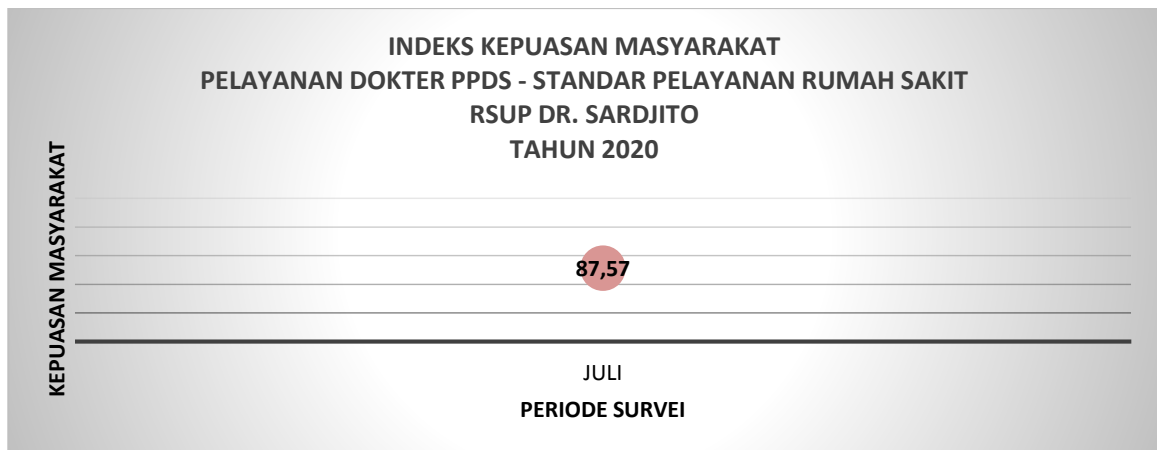 INDEKS KEPUASAN MASYARAKAT
PELAYANAN DOKTER PPDS - STANDAR PELAYANAN RUMAH SAKIT
RSUP DR. SARDJITO
TAHUN 2020
KEPUASAN MASYARAKAT
87,57
JULI
PERIODE SURVEI